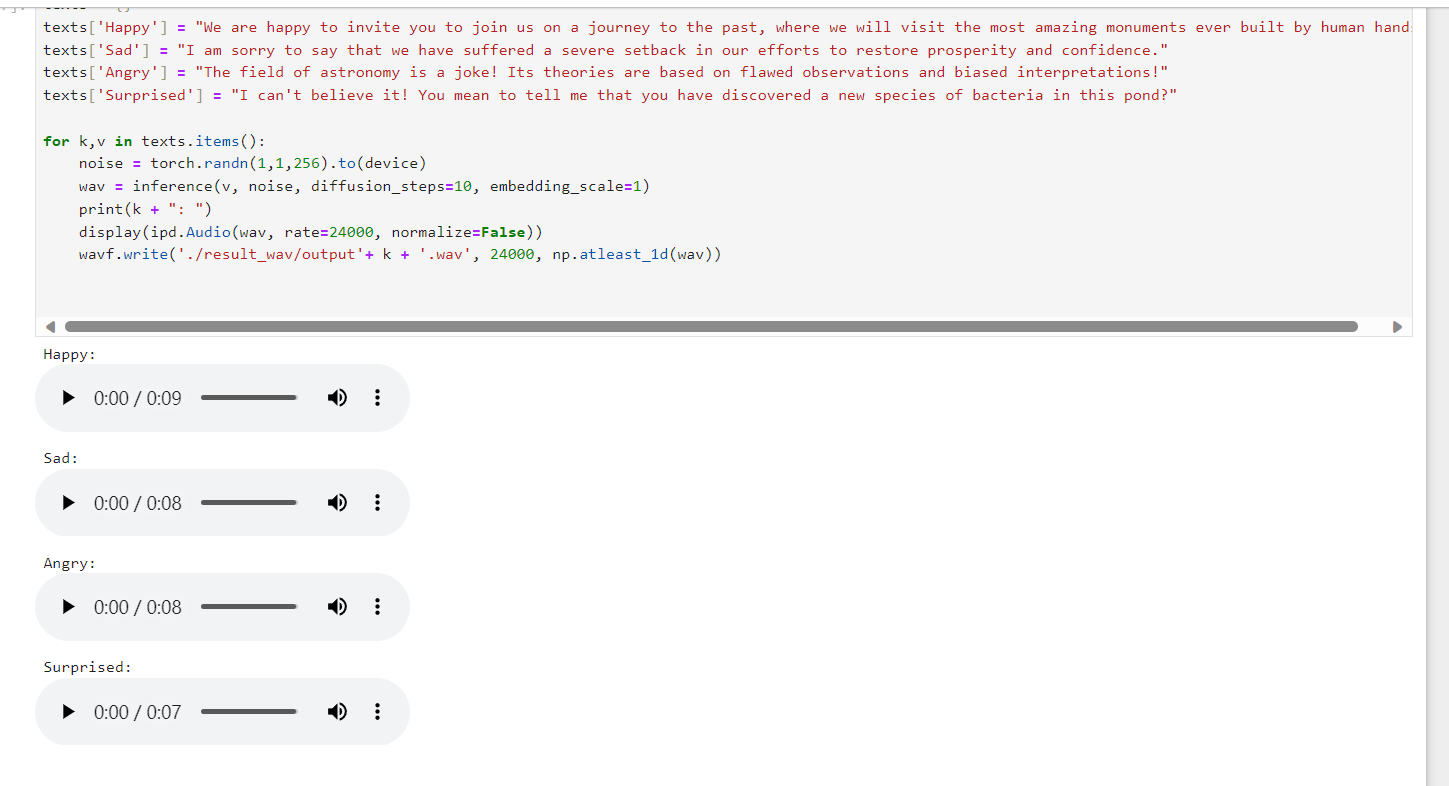 texts['Happy'] = "We are happy to invite you to join us on a journey to the past, where we will visit the most amazing monuments ever built by human hand
texts['Sad'] = "I am sorry to say that we have suffered a severe setback in our efforts to restore prosperity and confidence."
texts['Angry'] = "The field of astronomy is a joke! Its theories are based on flawed observations and biased interpretations!"
texts['Surprised'] = "I can't believe it! You mean to tell me that you have discovered a new species of bacteria in this pond?"
for k,v in texts.items():
    noise = torch.randn(1,1,256).to(device)
    wav = inference(v, noise, diffusion_steps=10, embedding_scale=1)
    print(k + ": ")
    display(ipd.Audio(wav, rate=24000, normalize=False))
    wavf.write('./result_wav/output'+ k + '.wav', 24000, np.atleast_1d(wav))
Happy:
0:00 / 0:09
Sad:
0:00 / 0:08
Angry:
0:00 / 0:08
Surprised:
0:00 / 0:07